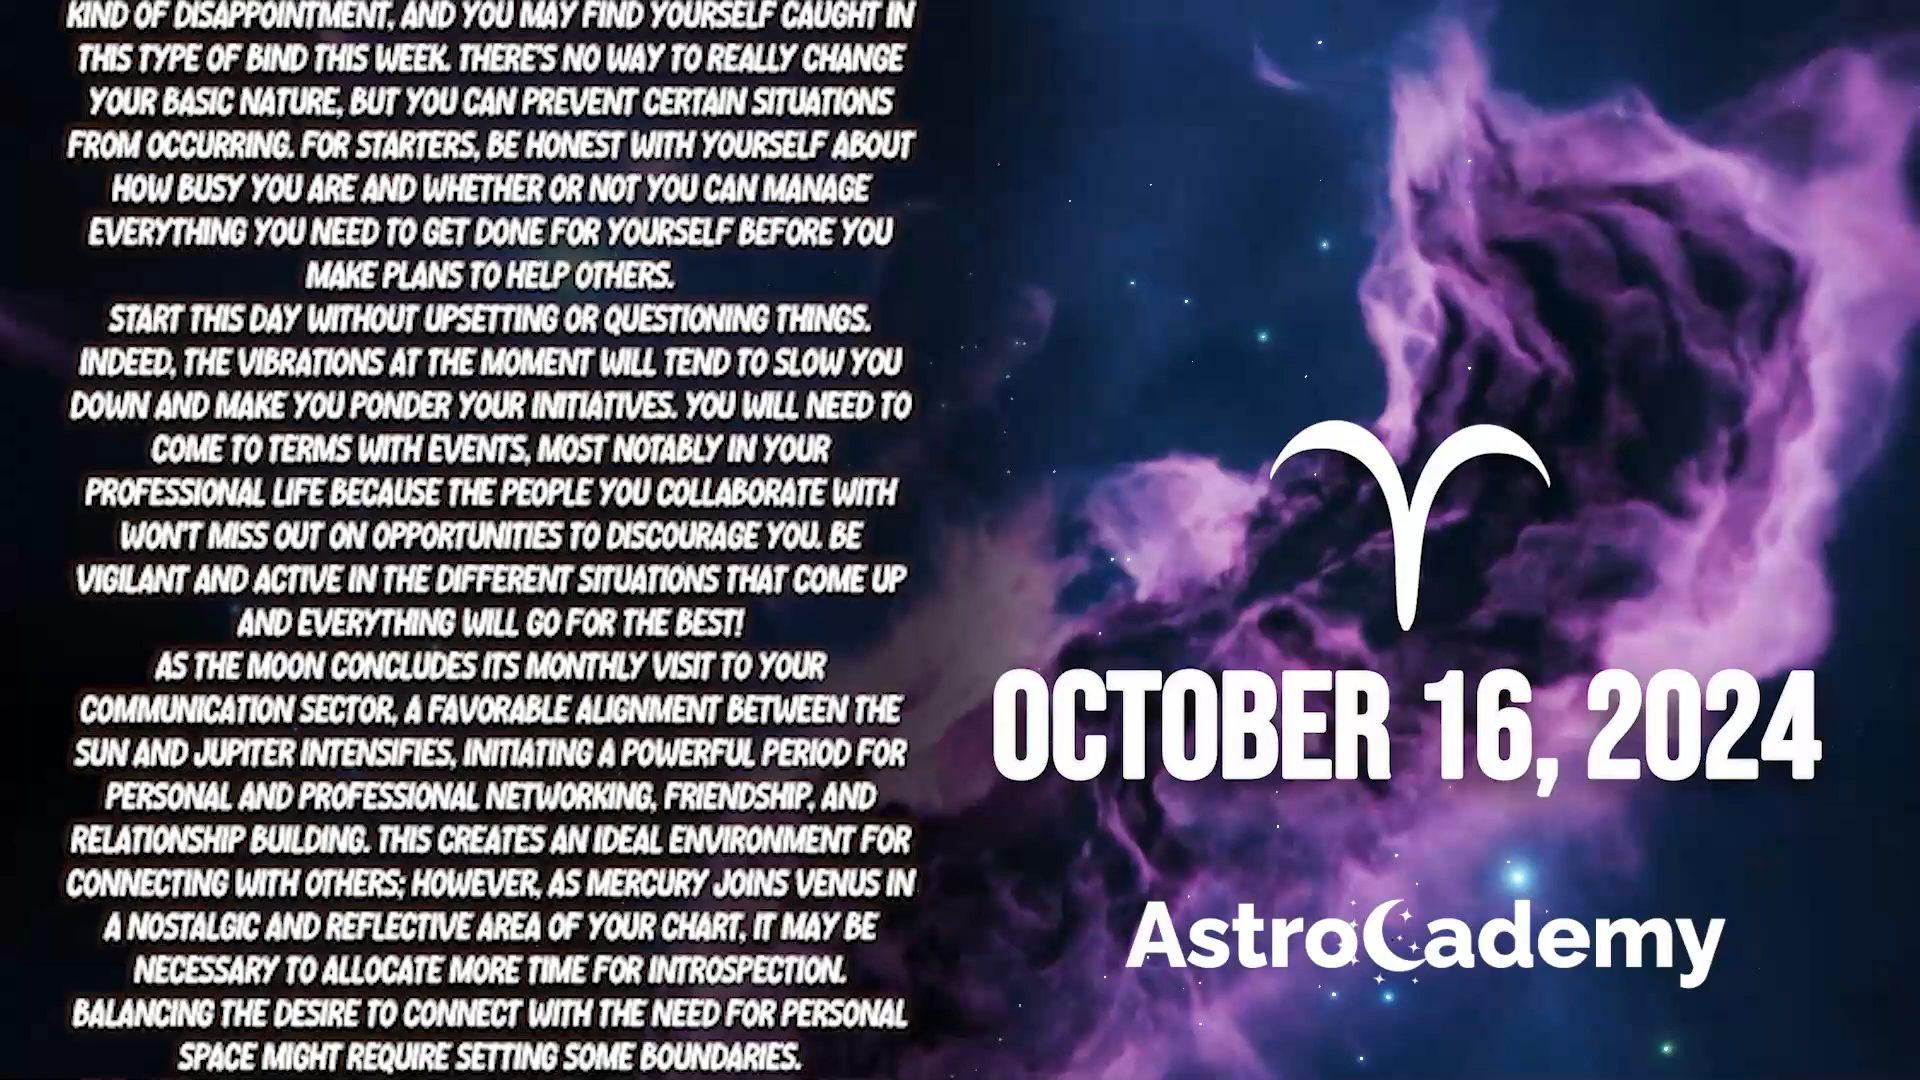 KIND OF DISAPPOINTMENT, AND YOU MAY FIND YOURSELF CAUGHT IN
THIS TYPE OF BIND THIS WEEK. THERE'S NO WAY TO REALLY CHANGE
YOUR BASIC NATURE, BUT YOU CAN PREVENT CERTAIN SITUATIONS
FROM OCCURRING. FOR STARTERS, BE HONEST WITH YOURSELF ABOUT
HOW BUSY YOU ARE AND WHETHER OR NOT YOU CAN MANAGE
EVERYTHING YOU NEED TO GET DONE FOR YOURSELF BEFORE YOU
MAKE PLANS TO HELP OTHERS.
START THIS DAY WITHOUT UPSETTING OR QUESTIONING THINGS.
INDEED, THE VIBRATIONS AT THE MOMENT WILL TEND TO SLOW YOU
DOWN AND MAKE YOU PONDER YOUR INITIATIVES. YOU WILL NEED TO
COME TO TERMS WITH EVENTS, MOST NOTABLY IN YOUR
PROFESSIONAL LIFE BECAUSE THE PEOPLE YOU COLLABORATE WITH
WON'T MISS OUT ON OPPORTUNITIES TO DISCOURAGE YOU. BE
VIGILANT AND ACTIVE IN THE DIFFERENT SITUATIONS THAT COME UP
AND EVERYTHING WILL GO FOR THE BEST!
AS THE MOON CONCLUDES ITS MONTHLY VISIT TO YOUR
COMMUNICATION SECTOR, A FAVORABLE ALIGNMENT BETWEEN THE
SUN AND JUPITER INTENSIFIES, INITIATING A POWERFUL PERIOD FOR
PERSONAL AND PROFESSIONAL NETWORKING, FRIENDSHIP, AND
RELATIONSHIP BUILDING. THIS CREATES AN IDEAL ENVIRONMENT FOR
CONNECTING WITH OTHERS; HOWEVER, AS MERCURY JOINS VENUS IN
A NOSTALGIC AND REFLECTIVE AREA OF YOUR CHART, IT MAY BE
NECESSARY TO ALLOCATE MORE TIME FOR INTROSPECTION.
BALANCING THE DESIRE TO CONNECT WITH THE NEED FOR PERSONAL
SPACE MIGHT REQUIRE SETTING SOME BOUNDARIES.
OCTOBER 16, 2024
AstroCademy